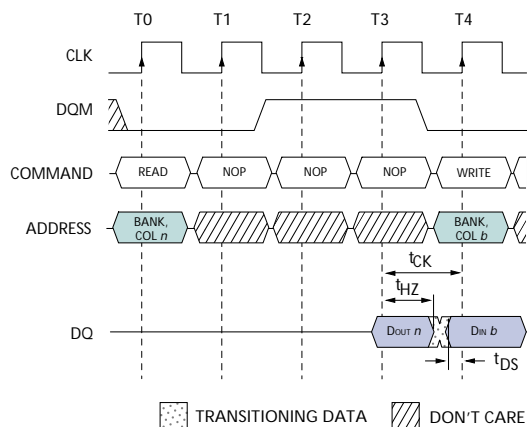 T0 T1 T2 T3 T4
CLK
DQM
COMMAND READ NOP NOP NOP WRITE
ADDRESS BANK, COL n BANK, COL b
tCK
tHZ
DQ DOUT n DIN b
tDS
TRANSITIONING DATA DON'T CARE